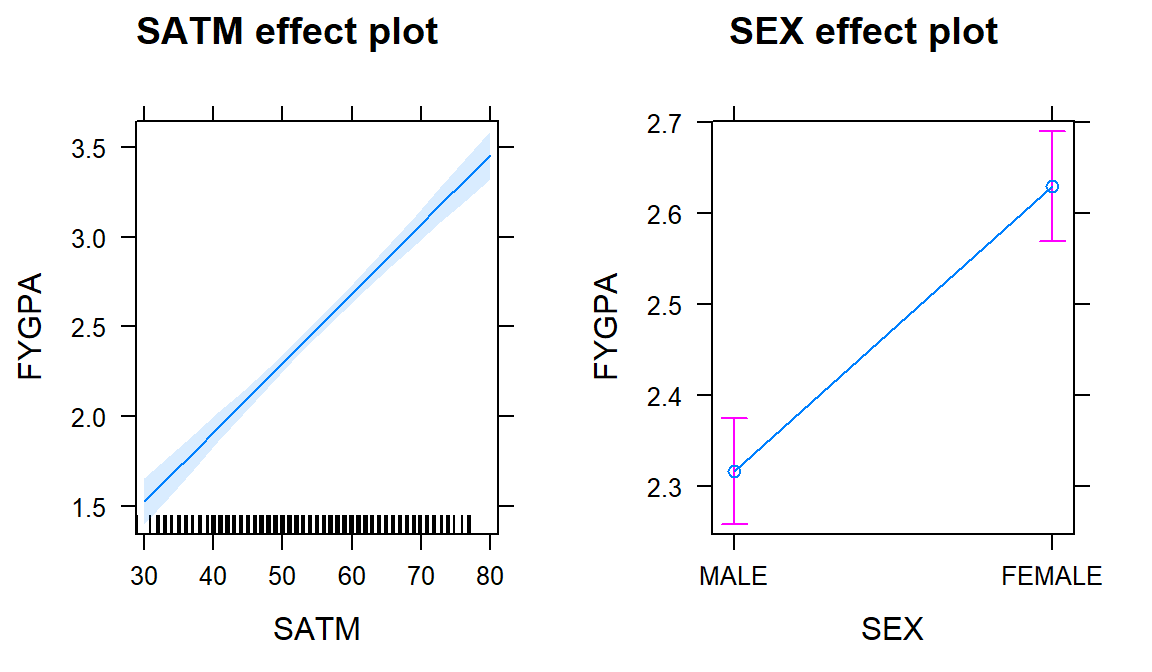 SATM effect plot
FYGPA
3.5
3.0
2.5
2.0
1.5
30 40 50 60 70 80
SATM
SEX effect plot
FYGPA
2.7
2.6
2.5
2.4
2.3
MALE FEMALE
SEX